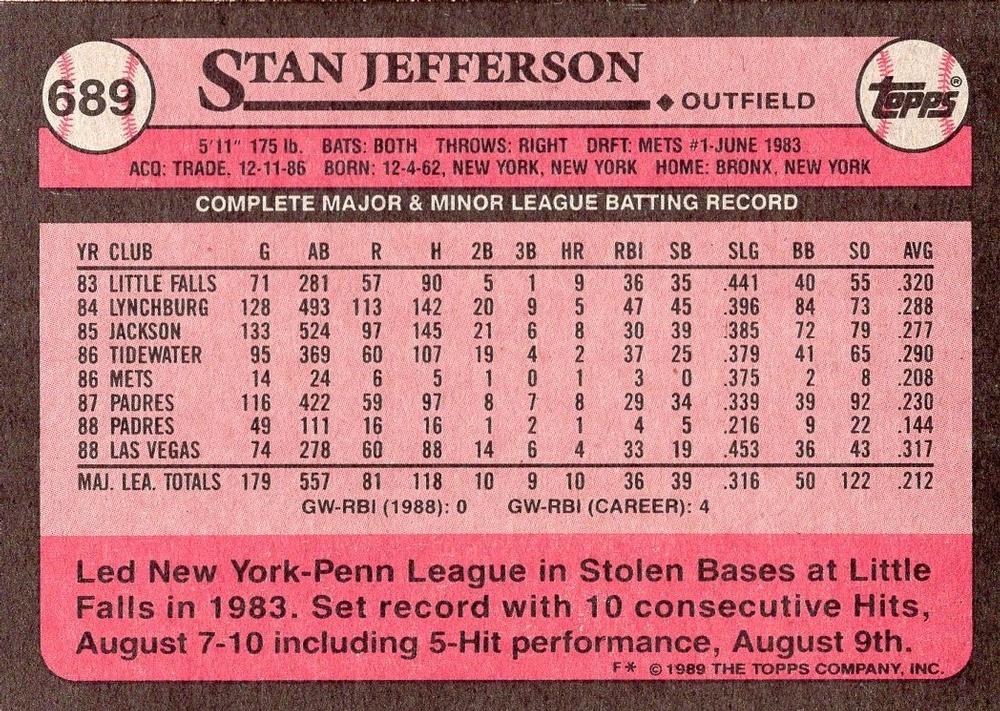 689
STAN JEFFERSON
◆ OUTFIELD
topps®
5'11" 175 lb. BATS: BOTH THROWS: RIGHT DRFT: METS #1-JUNE 1983
ACQ: TRADE, 12-11-86 BORN: 12-4-62, NEW YORK, NEW YORK HOME: BRONX, NEW YORK
COMPLETE MAJOR & MINOR LEAGUE BATTING RECORD
YR CLUB G AB R H 2B 3B HR RBI SB SLG BB SO AVG
83 LITTLE FALLS 71 281 57 90 5 1 9 36 35 .441 40 55 .320
84 LYNCHBURG 128 493 113 142 20 9 5 47 45 .396 84 73 .288
85 JACKSON 133 524 97 145 21 6 8 30 39 .385 72 79 .277
86 TIDEWATER 95 369 60 107 19 4 2 37 25 .379 41 65 .290
86 METS 14 24 6 5 1 0 1 3 0 .375 2 8 .208
87 PADRES 116 422 59 97 8 7 8 29 34 .339 39 92 .230
88 PADRES 49 111 16 16 1 2 1 4 5 .216 9 22 .144
88 LAS VEGAS 74 278 60 88 14 6 4 33 19 .453 36 43 .317
MAJ. LEA. TOTALS 179 557 81 118 10 9 10 36 39 .316 50 122 .212
GW-RBI (1988): 0 GW-RBI (CAREER): 4
Led New York-Penn League in Stolen Bases at Little
Falls in 1983. Set record with 10 consecutive Hits,
August 7-10 including 5-Hit performance, August 9th.
F* © 1989 THE TOPPS COMPANY, INC.